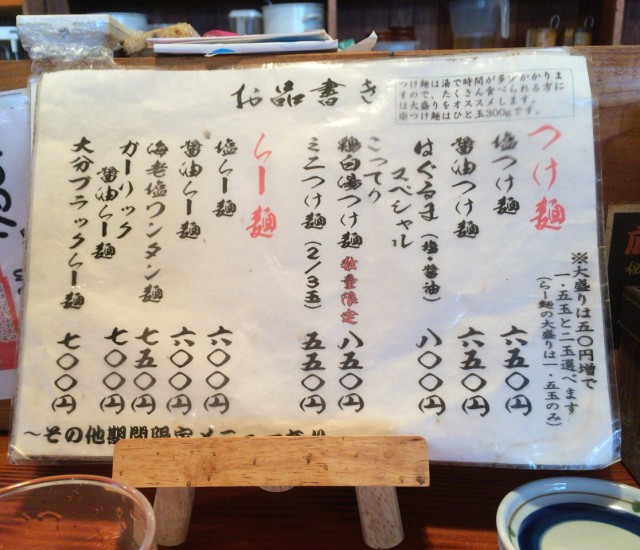 お品書き
つけ麺は湯で時間が多少かかりま
すので、たくさん食べられる方に
は大盛りをオススメします。
※つけ麺はひと玉300gです。
つけ麺
※大盛りは五〇円増で
一・五玉と二玉選べます
(らー麺の大盛りは一・五玉のみ)
塩つけ麺 六五〇円
醤油つけ麺 六五〇円
はぐるま(塩・醤油)
スペシャル 八〇〇円
こってり
鶏白湯つけ麺 数量限定 八五〇円
ミニつけ麺(2/3玉) 五五〇円
らー麺
塩らー麺 六〇〇円
醤油らー麺 六〇〇円
海老塩ワンタン麺 七五〇円
ガーリック
醤油らー麺 七〇〇円
大分ブラックらー麺 七〇〇円
〜その他期間限定